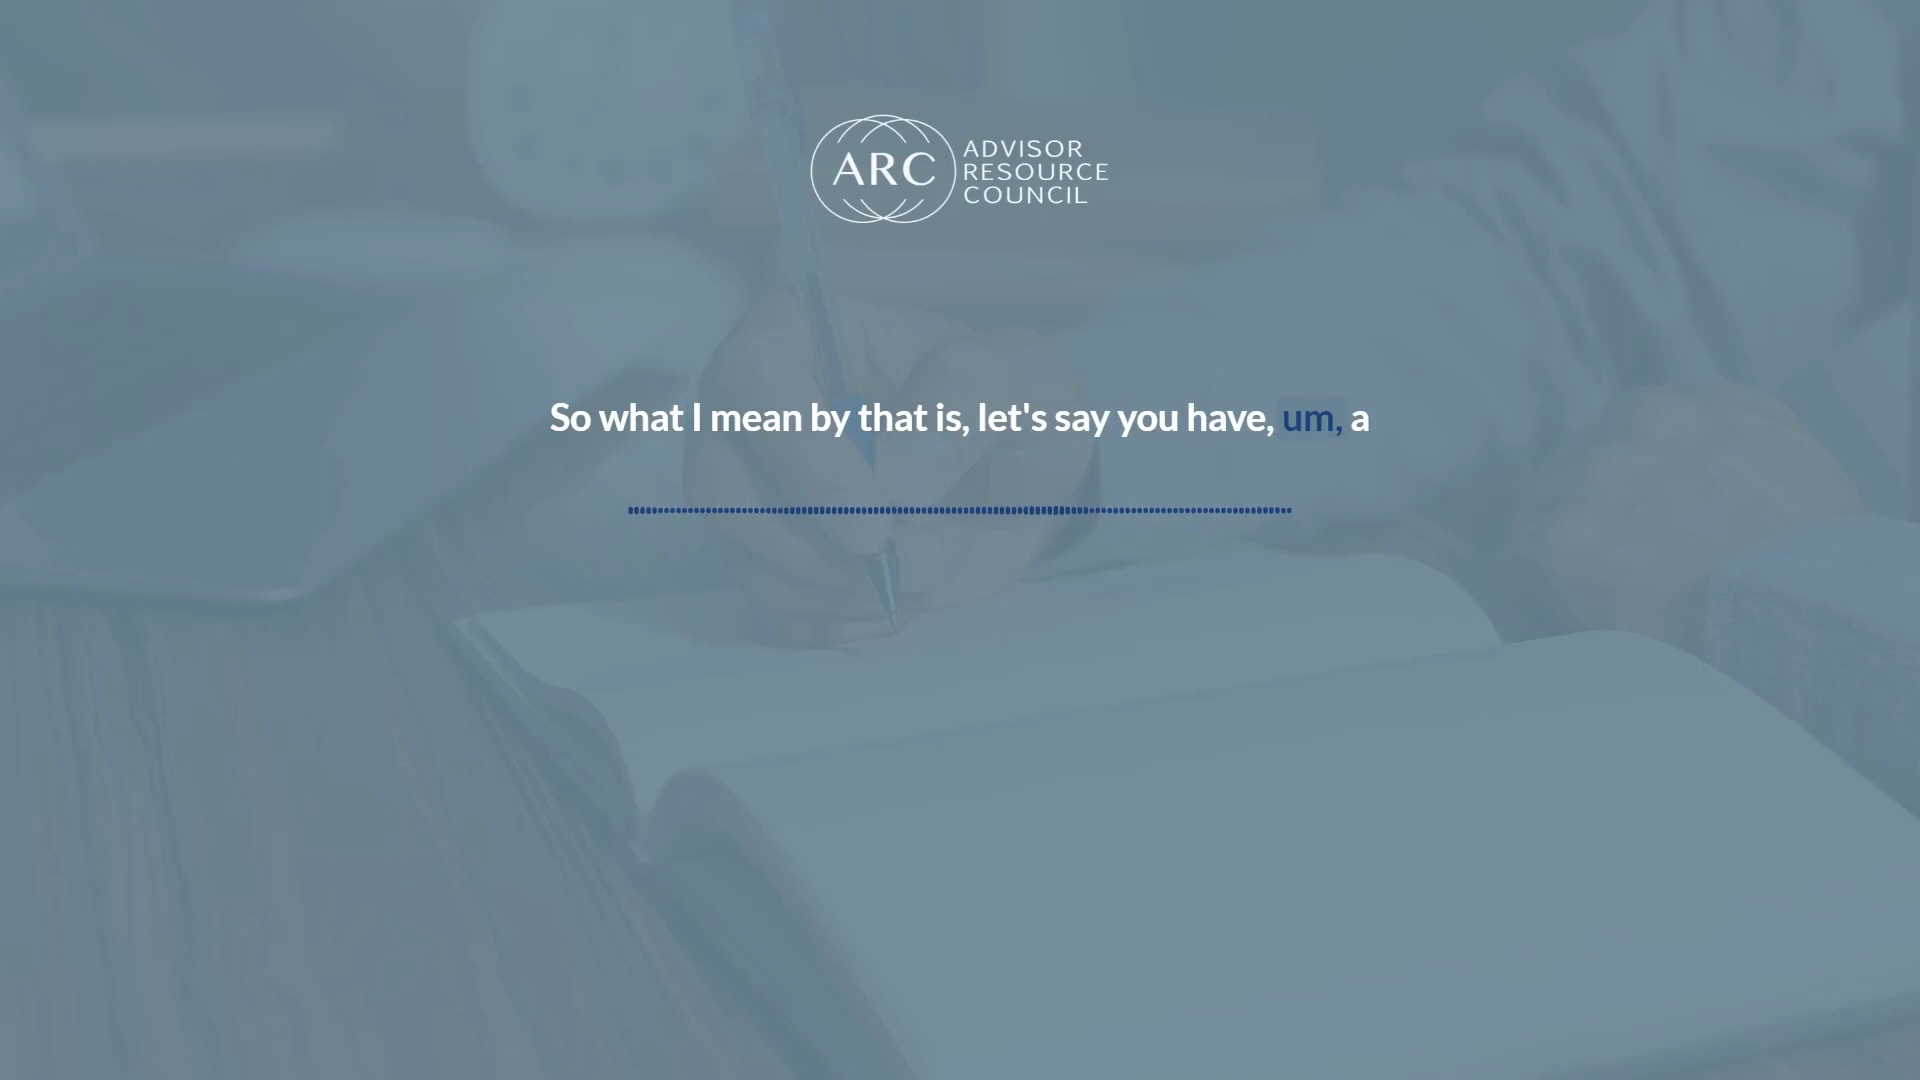 ARC
ADVISOR
RESOURCE
COUNCIL
So what I mean by that is, let's say you have, um, a